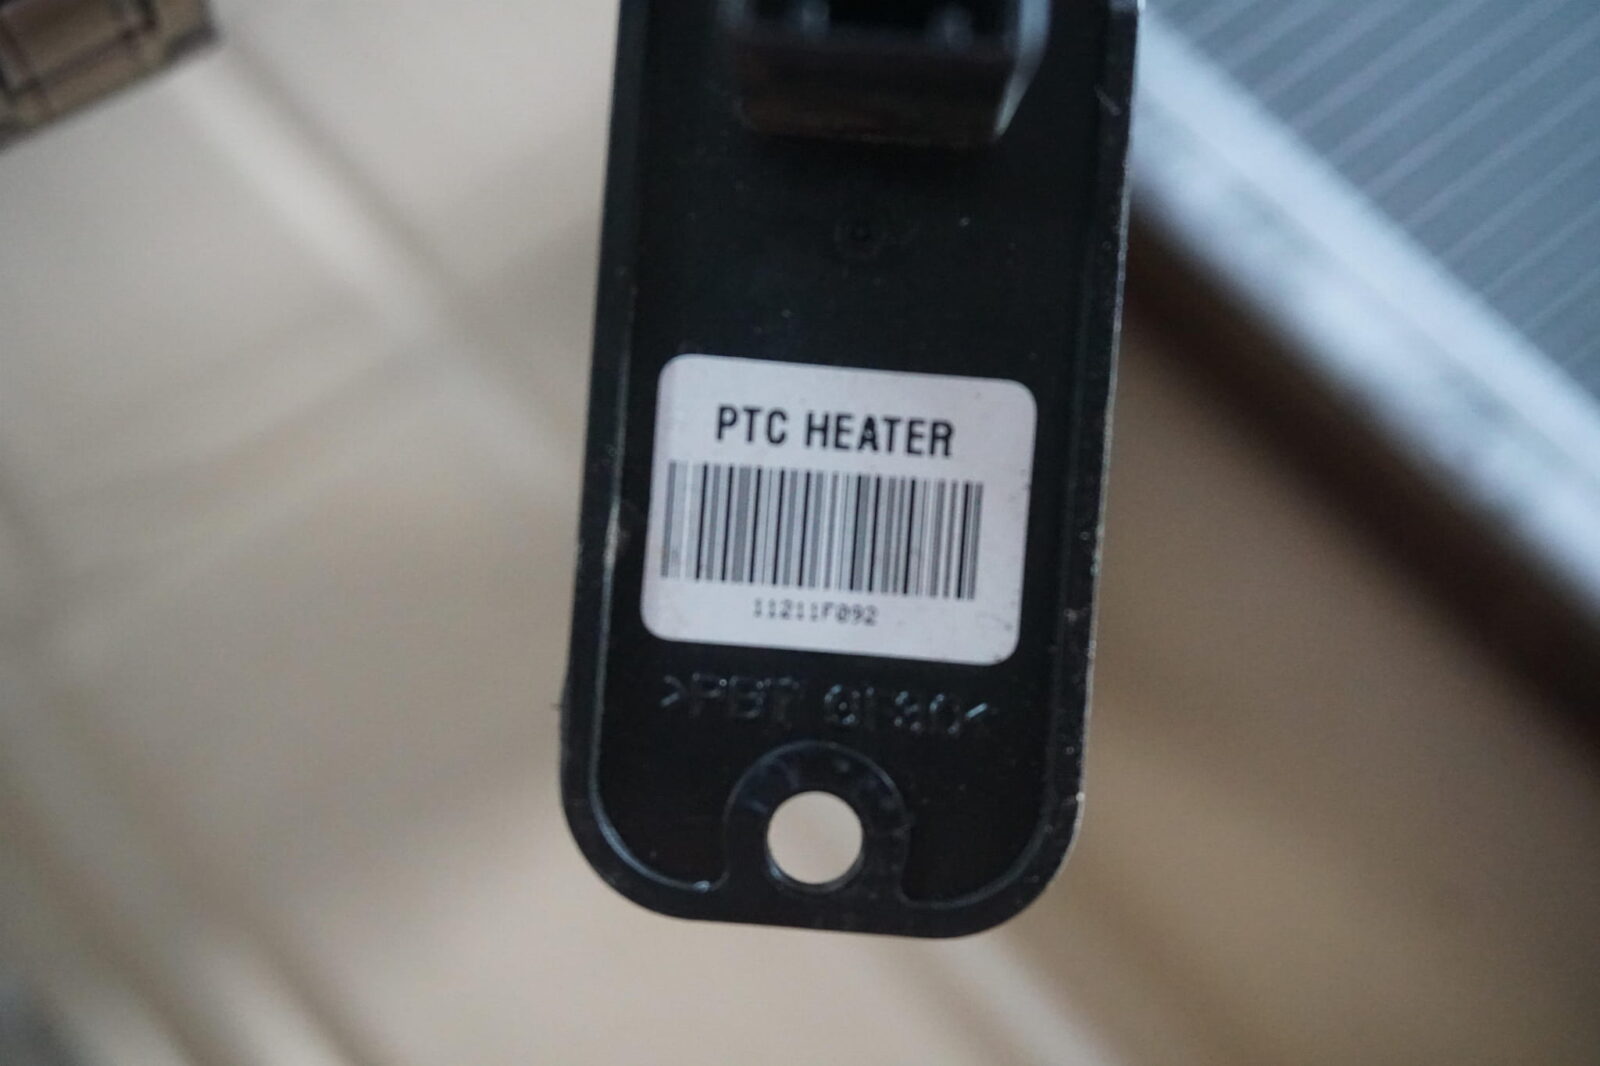 PTC HEATER
11211F092
>PBT GF30<